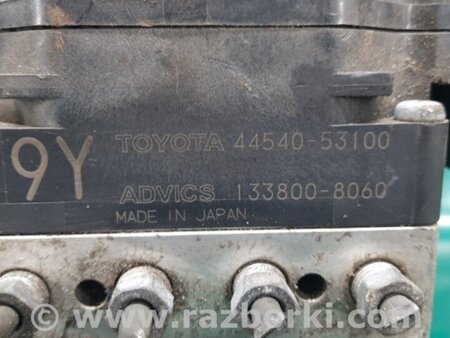 9Y
TOYOTA 44540-53100
ADVICS 133800-8060
MADE IN JAPAN
www.razborki.com